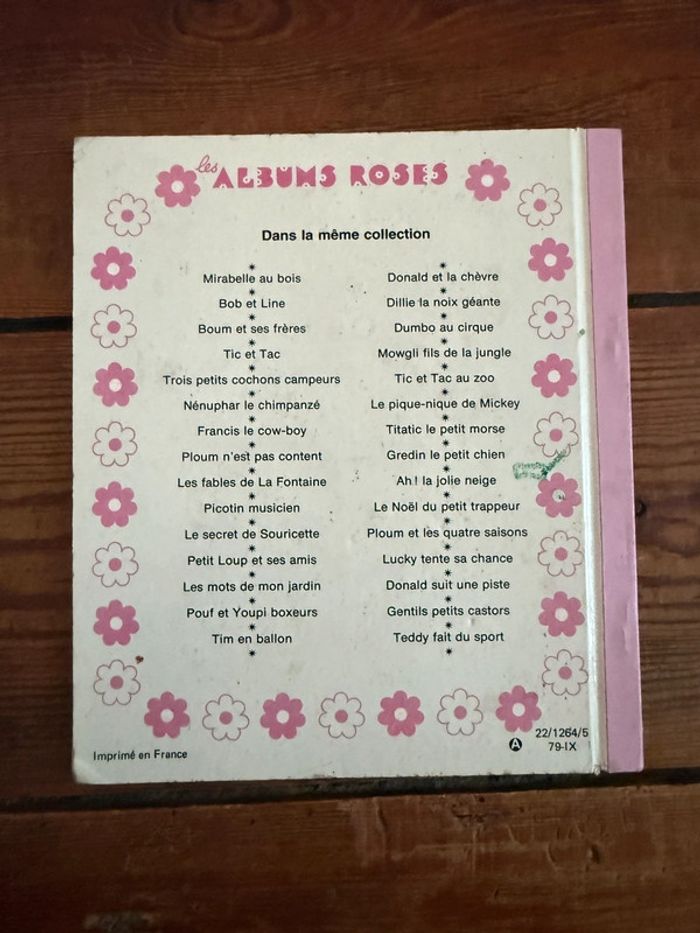 les ALBUMS ROSES
Dans la même collection
Mirabelle au bois
Bob et Line
Boum et ses frères
Tic et Tac
Trois petits cochons campeurs
Nénuphar le chimpanzé
Francis le cow-boy
Ploum n'est pas content
Les fables de La Fontaine
Picotin musicien
Le secret de Souricette
Petit Loup et ses amis
Les mots de mon jardin
Pouf et Youpi boxeurs
Tim en ballon
Donald et la chèvre
Dillie la noix géante
Dumbo au cirque
Mowgli fils de la jungle
Tic et Tac au zoo
Le pique-nique de Mickey
Titatic le petit morse
Gredin le petit chien
Ah! la jolie neige
Le Noël du petit trappeur
Ploum et les quatre saisons
Lucky tente sa chance
Donald suit une piste
Gentils petits castors
Teddy fait du sport
Imprimé en France
22/1264/5
A 79-IX